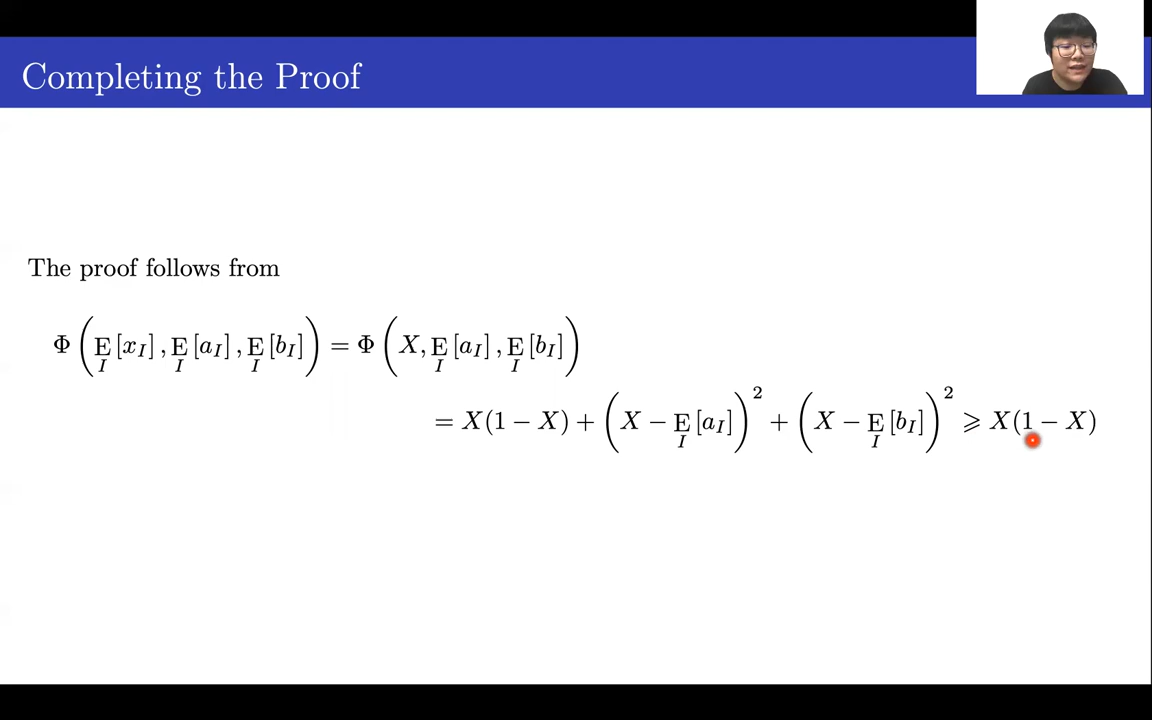 Completing the Proof
The proof follows from
Φ ( E_I [x_I] , E_I [a_I] , E_I [b_I] ) = Φ ( X, E_I [a_I] , E_I [b_I] )
= X(1 − X) + ( X − E_I [a_I] )^2 + ( X − E_I [b_I] )^2 ⩾ X(1 − X)